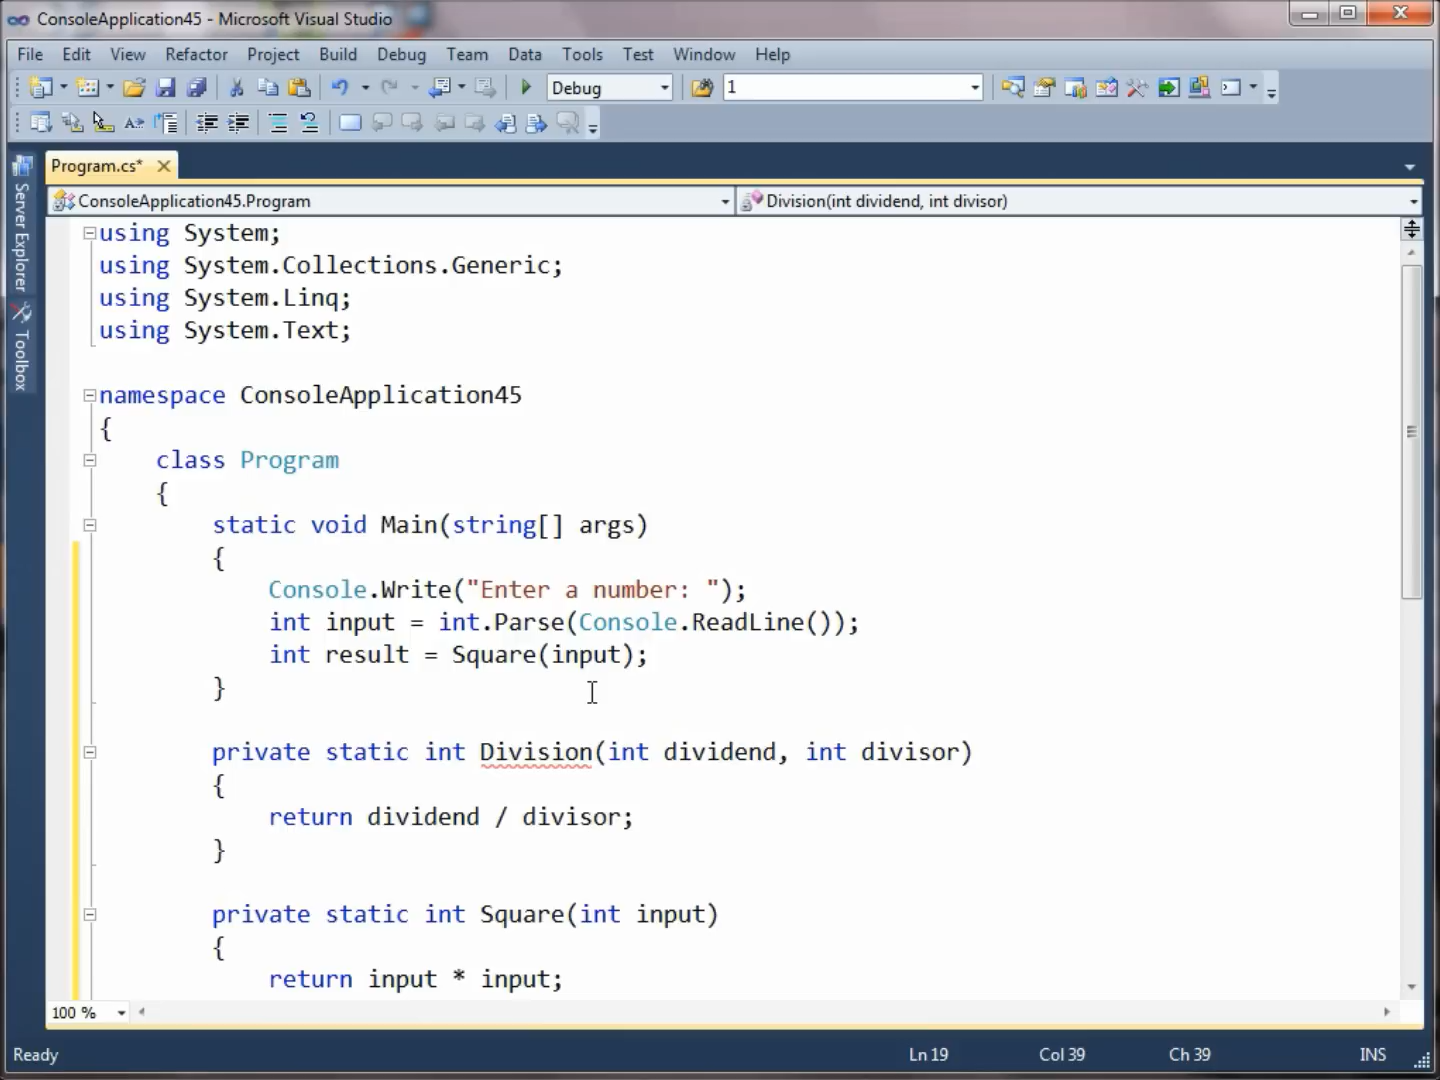 ConsoleApplication45 - Microsoft Visual Studio
File Edit View Refactor Project Build Debug Team Data Tools Test Window Help
Debug 1
Program.cs*
ConsoleApplication45.Program Division(int dividend, int divisor)
Server Explorer
Toolbox
using System;
using System.Collections.Generic;
using System.Linq;
using System.Text;
namespace ConsoleApplication45
{
class Program
{
static void Main(string[] args)
{
Console.Write("Enter a number: ");
int input = int.Parse(Console.ReadLine());
int result = Square(input);
}
private static int Division(int dividend, int divisor)
{
return dividend / divisor;
}
private static int Square(int input)
{
return input * input;
100 %
Ready Ln 19 Col 39 Ch 39 INS